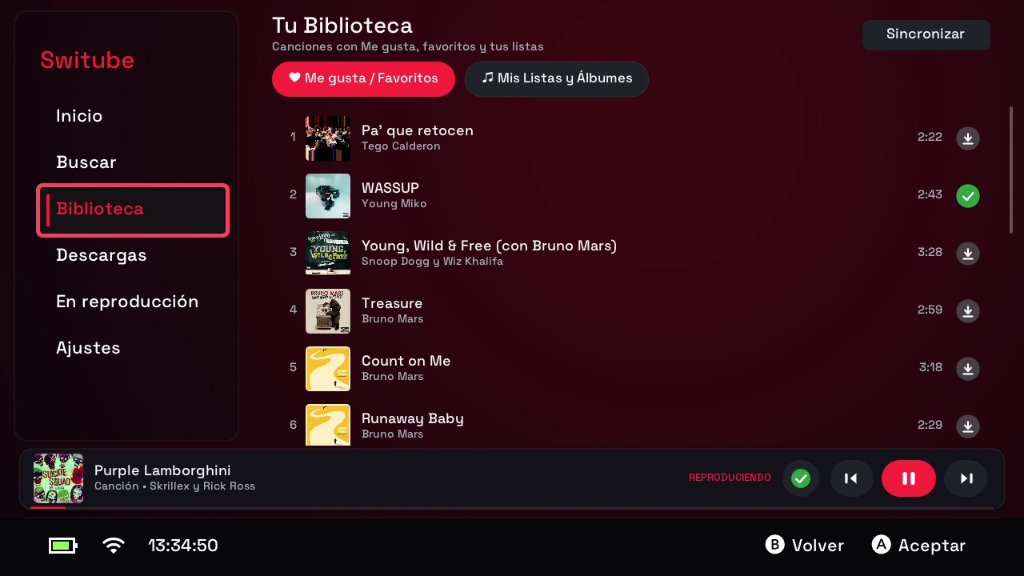 Switube
Inicio
Buscar
Biblioteca
Descargas
En reproducción
Ajustes
Tu Biblioteca
Canciones con Me gusta, favoritos y tus listas
Sincronizar
Me gusta / Favoritos
Mis Listas y Álbumes
1 Pa' que retocen 2:22
Tego Calderon
2 WASSUP 2:43
Young Miko
3 Young, Wild & Free (con Bruno Mars) 3:28
Snoop Dogg y Wiz Khalifa
4 Treasure 2:59
Bruno Mars
5 Count on Me 3:18
Bruno Mars
6 Runaway Baby 2:29
Bruno Mars
Purple Lamborghini
Canción • Skrillex y Rick Ross
REPRODUCIENDO
13:34:50
B Volver
A Aceptar